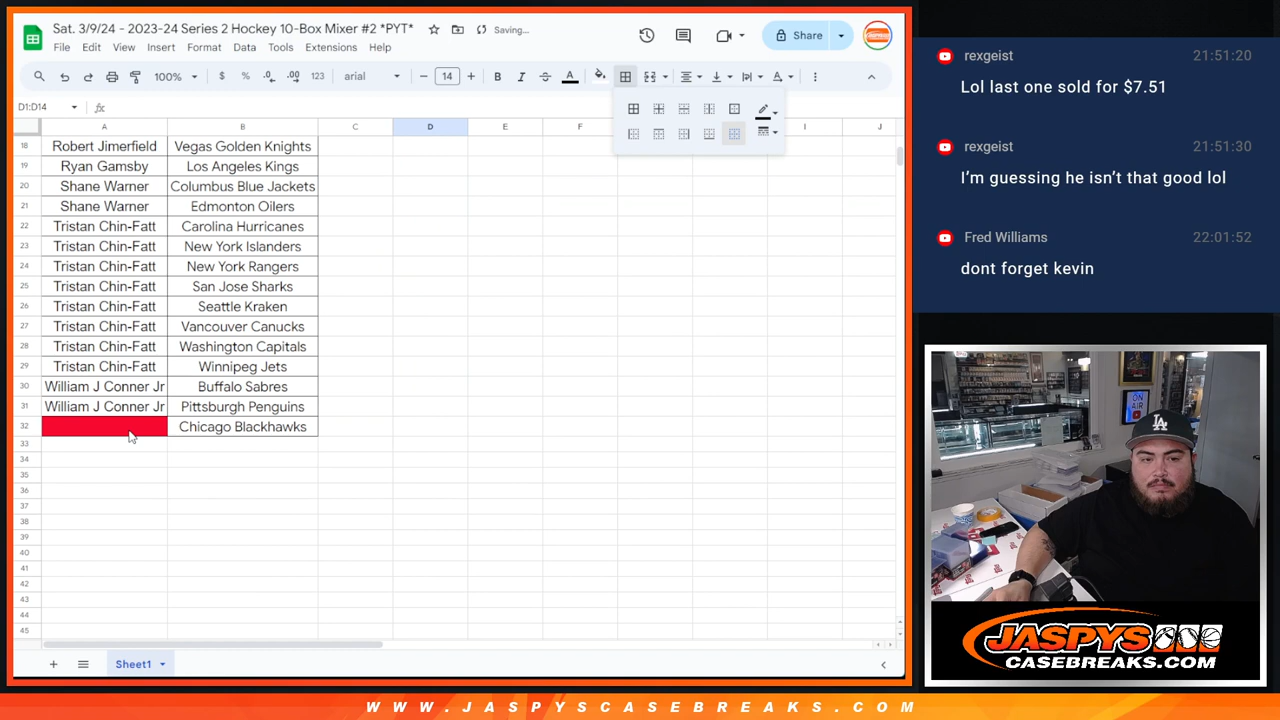 Sat. 3/9/24 - 2023-24 Series 2 Hockey 10-Box Mixer #2 *PYT*
Saving...
File Edit View Insert Format Data Tools Extensions Help
Share
100%
$ % .0 .00 123
arial
14
B I A
D1:D14
fx
A B C D E F I J
18 Robert Jimerfield Vegas Golden Knights
19 Ryan Gamsby Los Angeles Kings
20 Shane Warner Columbus Blue Jackets
21 Shane Warner Edmonton Oilers
22 Tristan Chin-Fatt Carolina Hurricanes
23 Tristan Chin-Fatt New York Islanders
24 Tristan Chin-Fatt New York Rangers
25 Tristan Chin-Fatt San Jose Sharks
26 Tristan Chin-Fatt Seattle Kraken
27 Tristan Chin-Fatt Vancouver Canucks
28 Tristan Chin-Fatt Washington Capitals
29 Tristan Chin-Fatt Winnipeg Jets
30 William J Conner Jr Buffalo Sabres
31 William J Conner Jr Pittsburgh Penguins
32 Chicago Blackhawks
33
34
35
36
37
38
39
40
41
42
43
44
45
Sheet1
rexgeist 21:51:20
Lol last one sold for $7.51
rexgeist 21:51:30
I'm guessing he isn't that good lol
Fred Williams 22:01:52
dont forget kevin
ON AIR
LA
JASPYS
CASEBREAKS.COM
WWW.JASPYSCASEBREAKS.COM